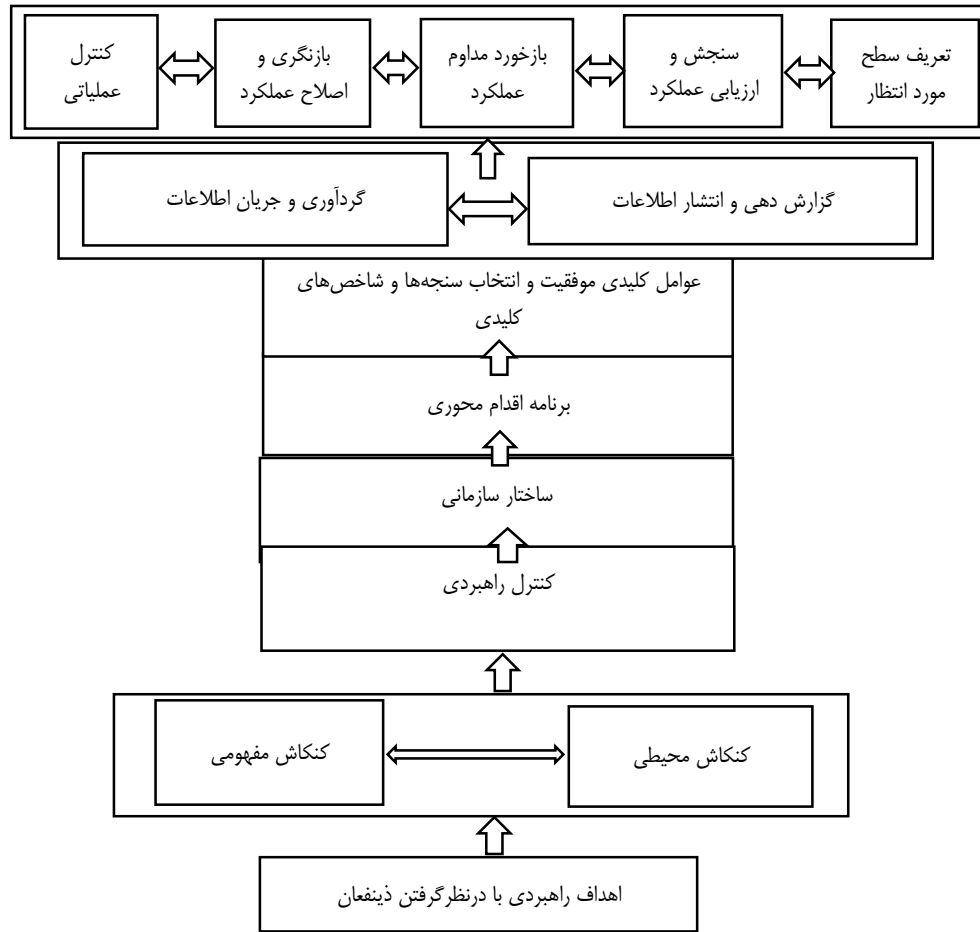 تعریف سطح
مورد انتظار
سنجش و
ارزیابی عملکرد
بازخورد مداوم
عملکرد
بازنگری و
اصلاح عملکرد
کنترل
عملیاتی
گزارش دهی و انتشار اطلاعات
گردآوری و جریان اطلاعات
عوامل کلیدی موفقیت و انتخاب سنجه‌ها و شاخص‌های
کلیدی
برنامه اقدام محوری
ساختار سازمانی
کنترل راهبردی
کنکاش محیطی
کنکاش مفهومی
اهداف راهبردی با درنظرگرفتن ذینفعان